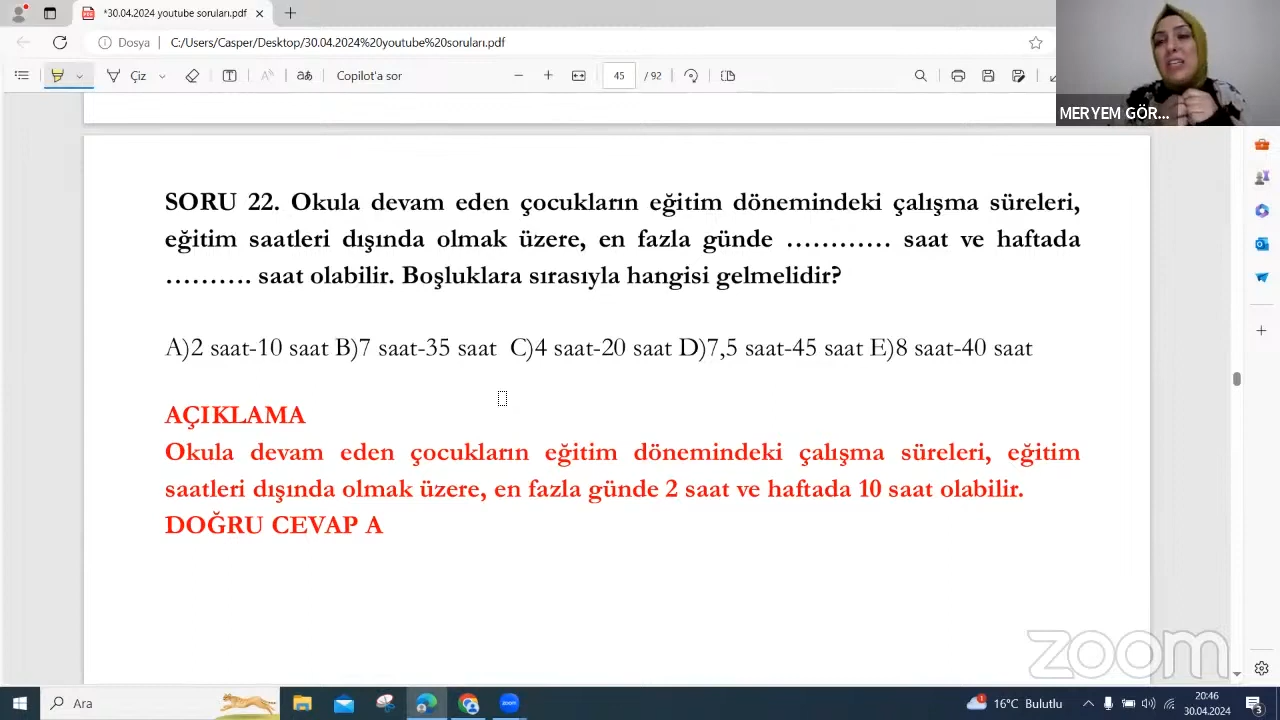 *30.04.2024 youtube soruları.pdf
Dosya
C:/Users/Casper/Desktop/30.04.2024%20youtube%20soruları.pdf
Çiz
Copilot'a sor
45 / 92
MERYEM GÖR...
SORU 22. Okula devam eden çocukların eğitim dönemindeki çalışma süreleri,
eğitim saatleri dışında olmak üzere, en fazla günde ………… saat ve haftada
………. saat olabilir. Boşluklara sırasıyla hangisi gelmelidir?
A)2 saat-10 saat B)7 saat-35 saat C)4 saat-20 saat D)7,5 saat-45 saat E)8 saat-40 saat
AÇIKLAMA
Okula devam eden çocukların eğitim dönemindeki çalışma süreleri, eğitim
saatleri dışında olmak üzere, en fazla günde 2 saat ve haftada 10 saat olabilir.
DOĞRU CEVAP A
zoom
Ara
zoom
1
16°C Bulutlu
20:46
30.04.2024
3